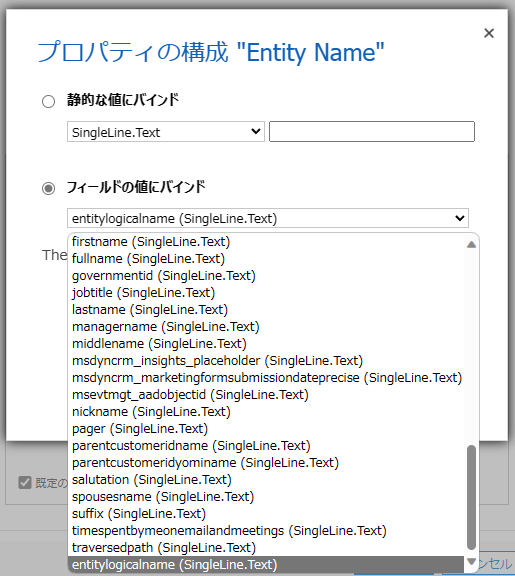 プロパティの構成 "Entity Name"
静的な値にバインド
SingleLine.Text
フィールドの値にバインド
entitylogicalname (SingleLine.Text)
The
firstname (SingleLine.Text)
fullname (SingleLine.Text)
governmentid (SingleLine.Text)
jobtitle (SingleLine.Text)
lastname (SingleLine.Text)
managername (SingleLine.Text)
middlename (SingleLine.Text)
msdyncrm_insights_placeholder (SingleLine.Text)
msdyncrm_marketingformsubmissiondateprecise (SingleLine.Text)
msevtmgt_aadobjectid (SingleLine.Text)
nickname (SingleLine.Text)
pager (SingleLine.Text)
parentcustomeridname (SingleLine.Text)
parentcustomeridyominame (SingleLine.Text)
salutation (SingleLine.Text)
既定の
spousesname (SingleLine.Text)
suffix (SingleLine.Text)
timespentbymeonemailandmeetings (SingleLine.Text)
traversedpath (SingleLine.Text)
entitylogicalname (SingleLine.Text)
ンセル